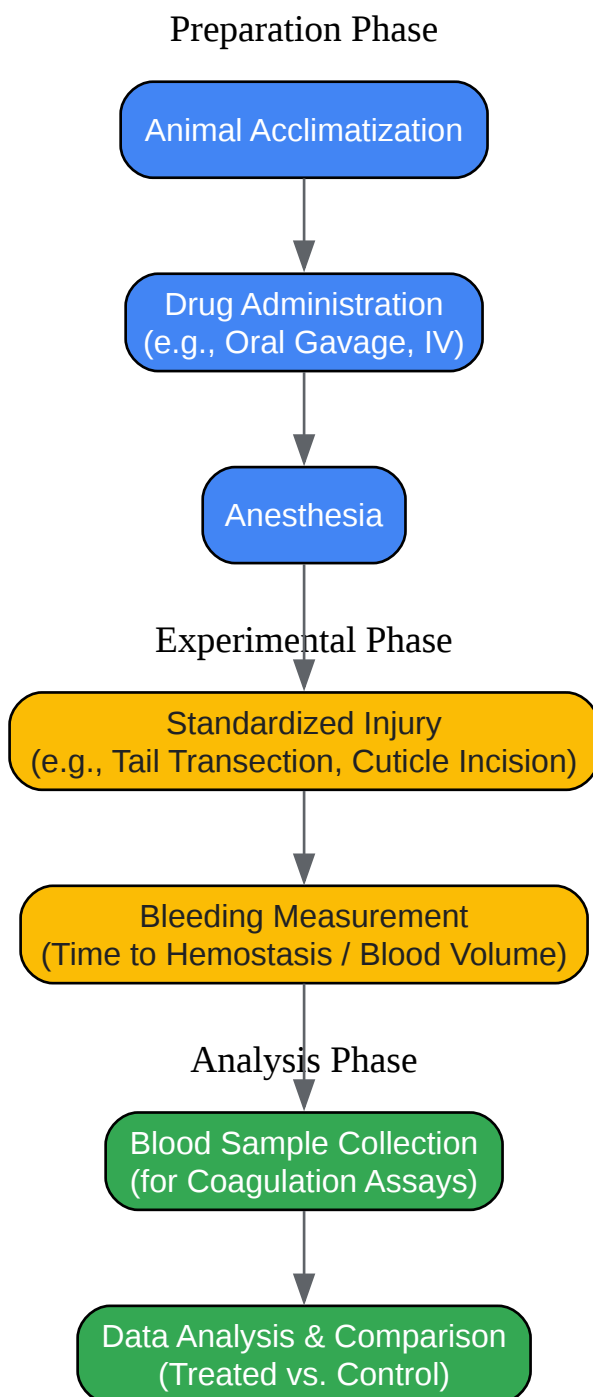 Preparation Phase
Animal Acclimatization
Drug Administration
(e.g., Oral Gavage, IV)
Anesthesia
Experimental Phase
Standardized Injury
(e.g., Tail Transection, Cuticle Incision)
Bleeding Measurement
(Time to Hemostasis / Blood Volume)
Analysis Phase
Blood Sample Collection
(for Coagulation Assays)
Data Analysis & Comparison
(Treated vs. Control)